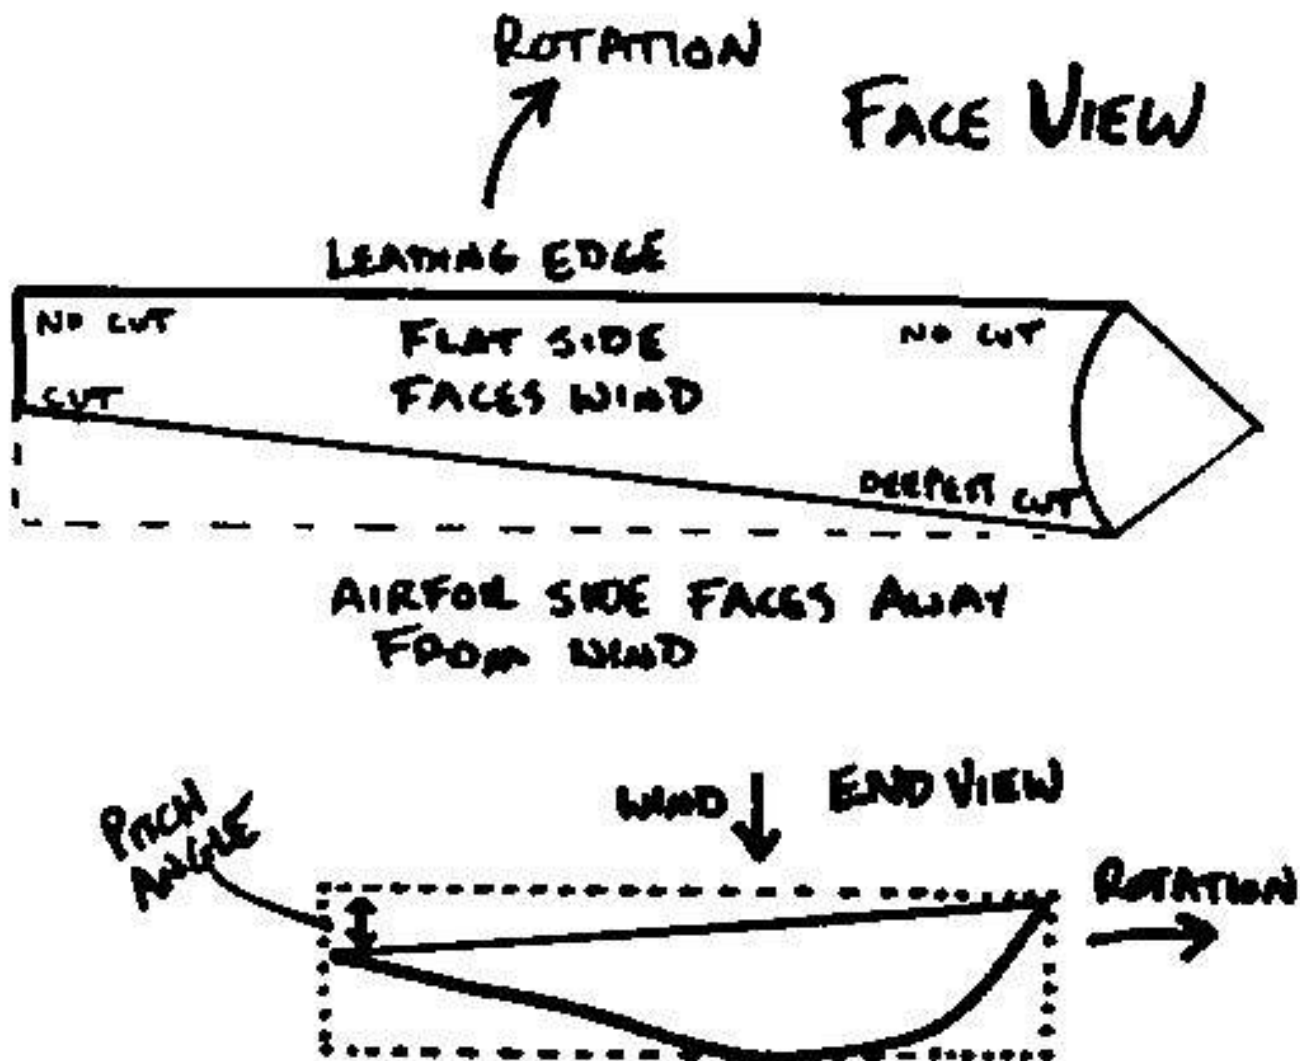 ROTATION
FACE VIEW
LEADING EDGE
NO CUT
FLAT SIDE
NO CUT
CUT
FACES WIND
DEEPEST CUT
AIRFOIL SIDE FACES AWAY
FROM WIND
PITCH
ANGLE
WIND
END VIEW
ROTATION